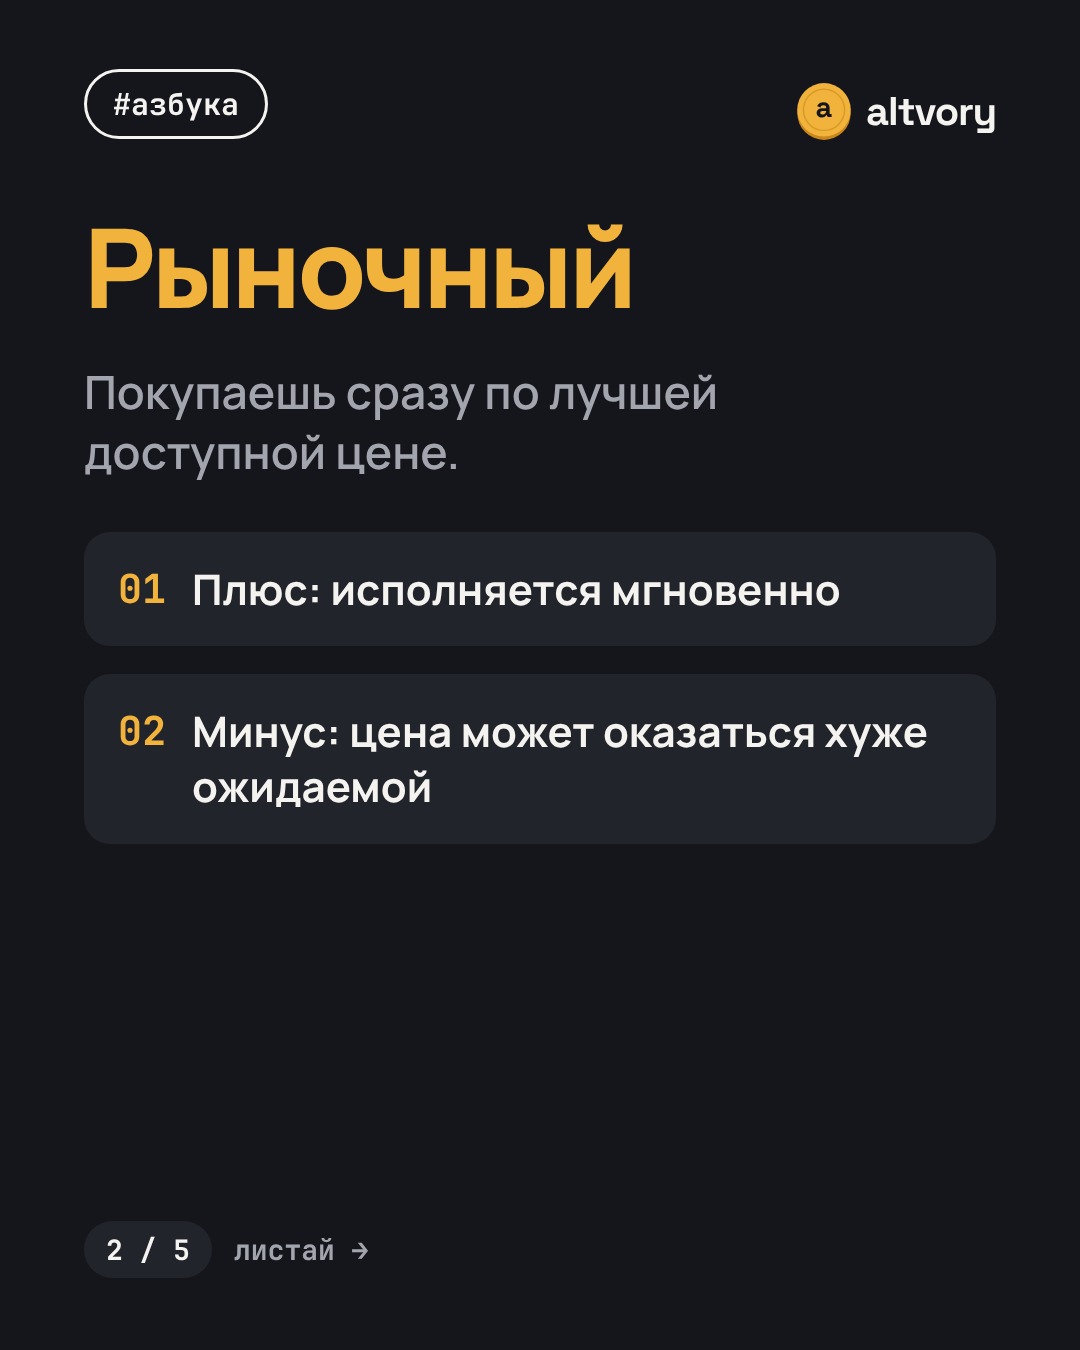 #азбука
a altvory
Рыночный
Покупаешь сразу по лучшей
доступной цене.
01 Плюс: исполняется мгновенно
02 Минус: цена может оказаться хуже
ожидаемой
2 / 5 листай →